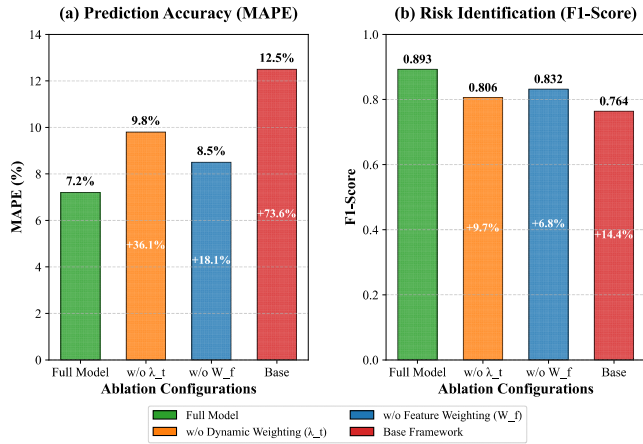 (a) Prediction Accuracy (MAPE)
14
12
10
8
6
4
2
0
MAPE (%)
7.2%
9.8%
8.5%
12.5%
+36.1%
+18.1%
+73.6%
Full Model
w/o λ_t
w/o W_f
Base
Ablation Configurations
(b) Risk Identification (F1-Score)
1.0
0.8
0.6
0.4
0.2
0.0
F1-Score
0.893
0.806
0.832
0.764
+9.7%
+6.8%
+14.4%
Full Model
w/o λ_t
w/o W_f
Base
Ablation Configurations
Full Model
w/o Dynamic Weighting (λ_t)
w/o Feature Weighting (W_f)
Base Framework